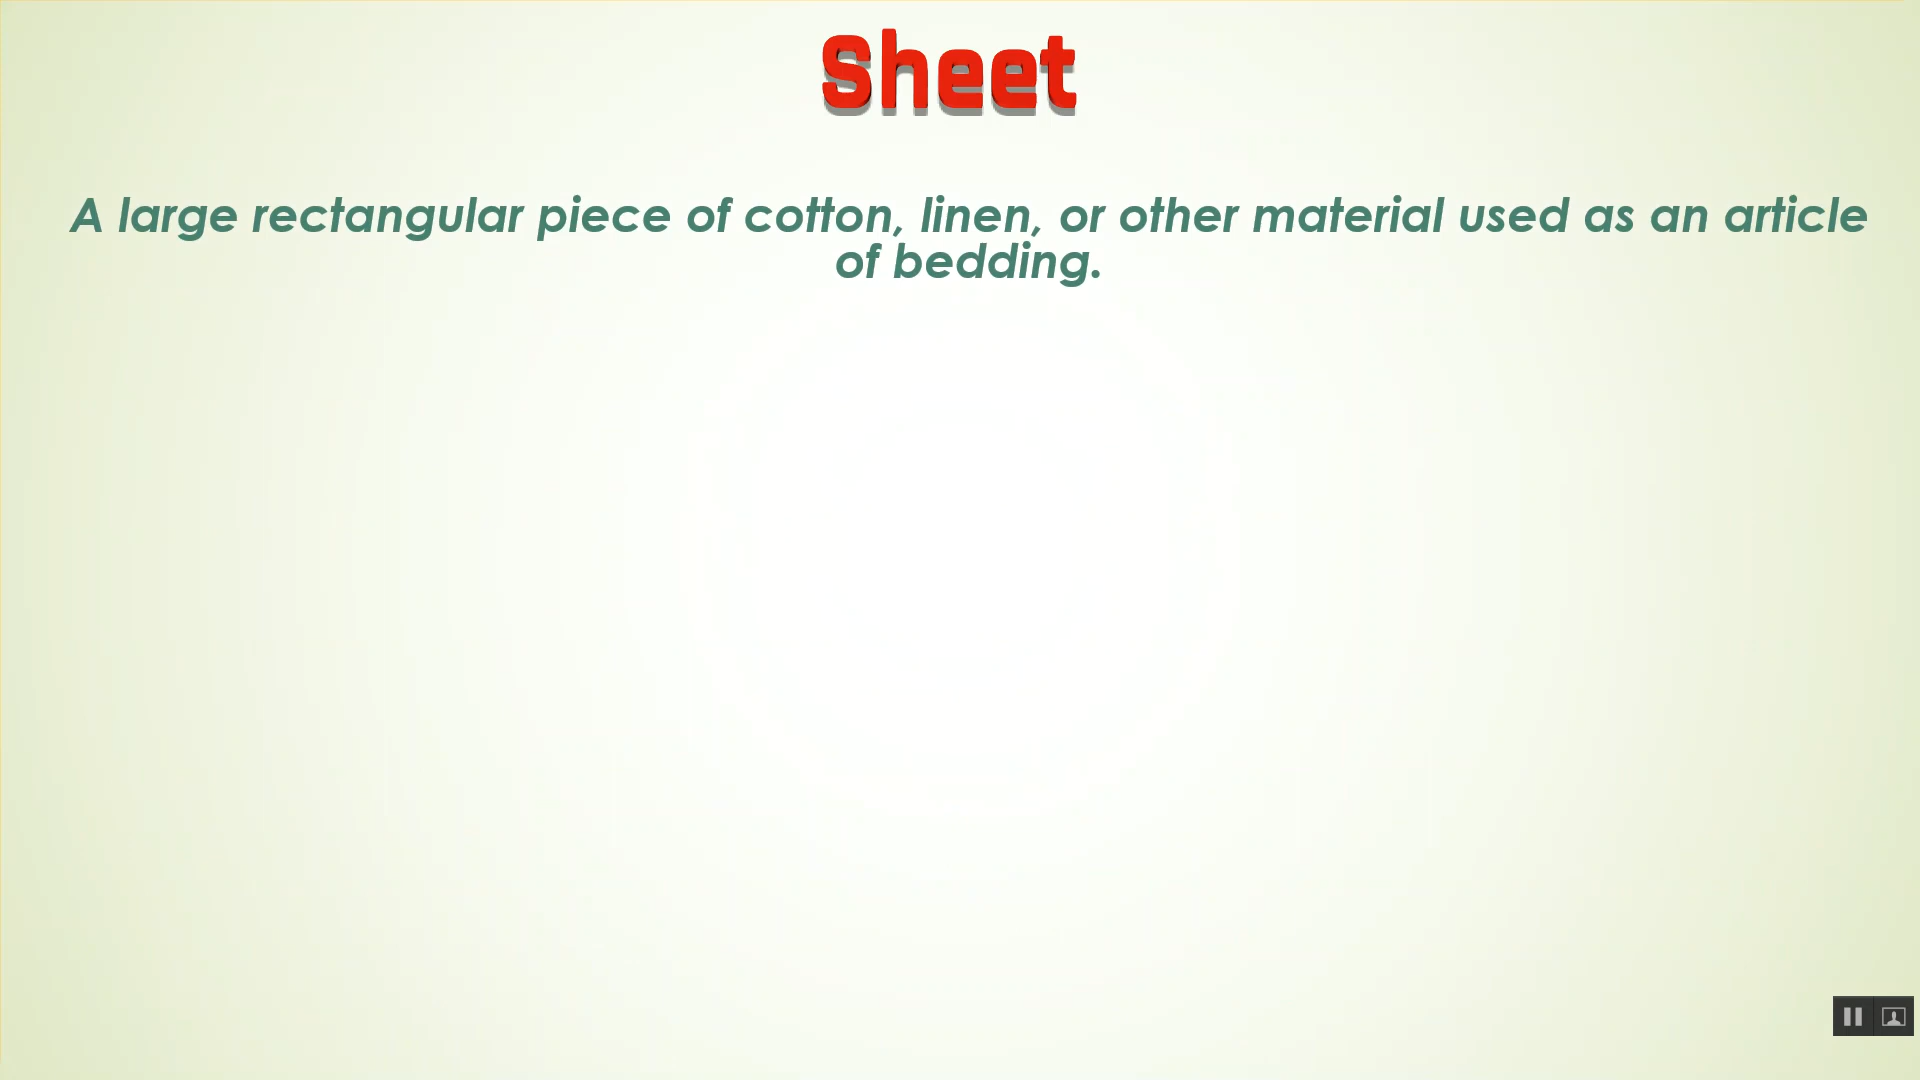 Sheet
A large rectangular piece of cotton, linen, or other material used as an article
of bedding.